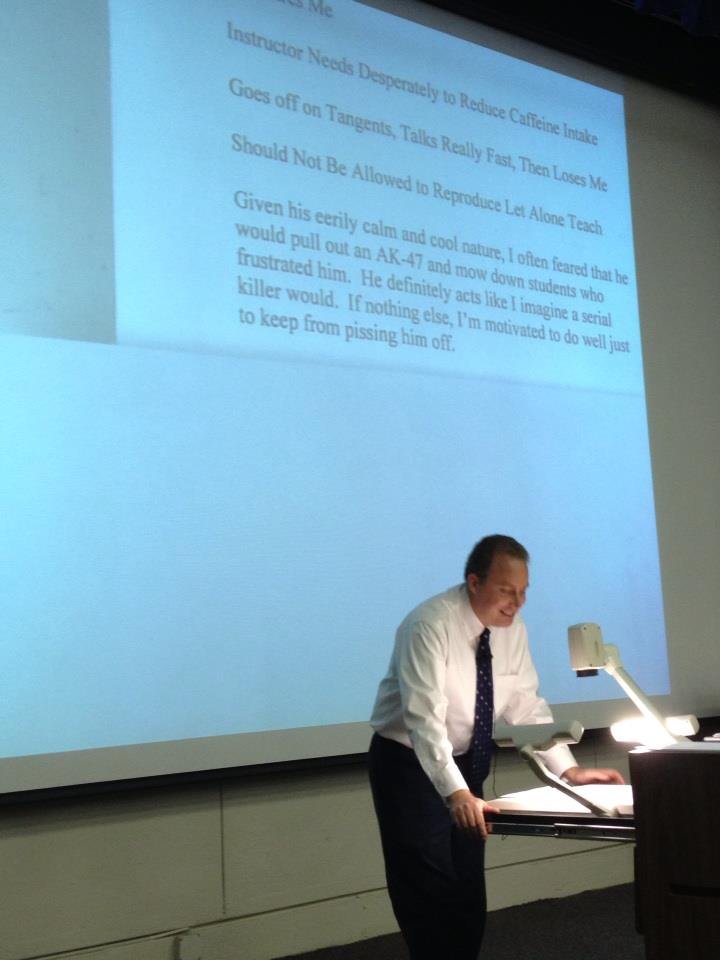 Me
Instructor Needs Desperately to Reduce Caffeine Intake
Goes off on Tangents, Talks Really Fast, Then Loses Me
Should Not Be Allowed to Reproduce Let Alone Teach
Given his eerily calm and cool nature, I often feared that he
would pull out an AK-47 and mow down students who
frustrated him.  He definitely acts like I imagine a serial
killer would.  If nothing else, I'm motivated to do well just
to keep from pissing him off.